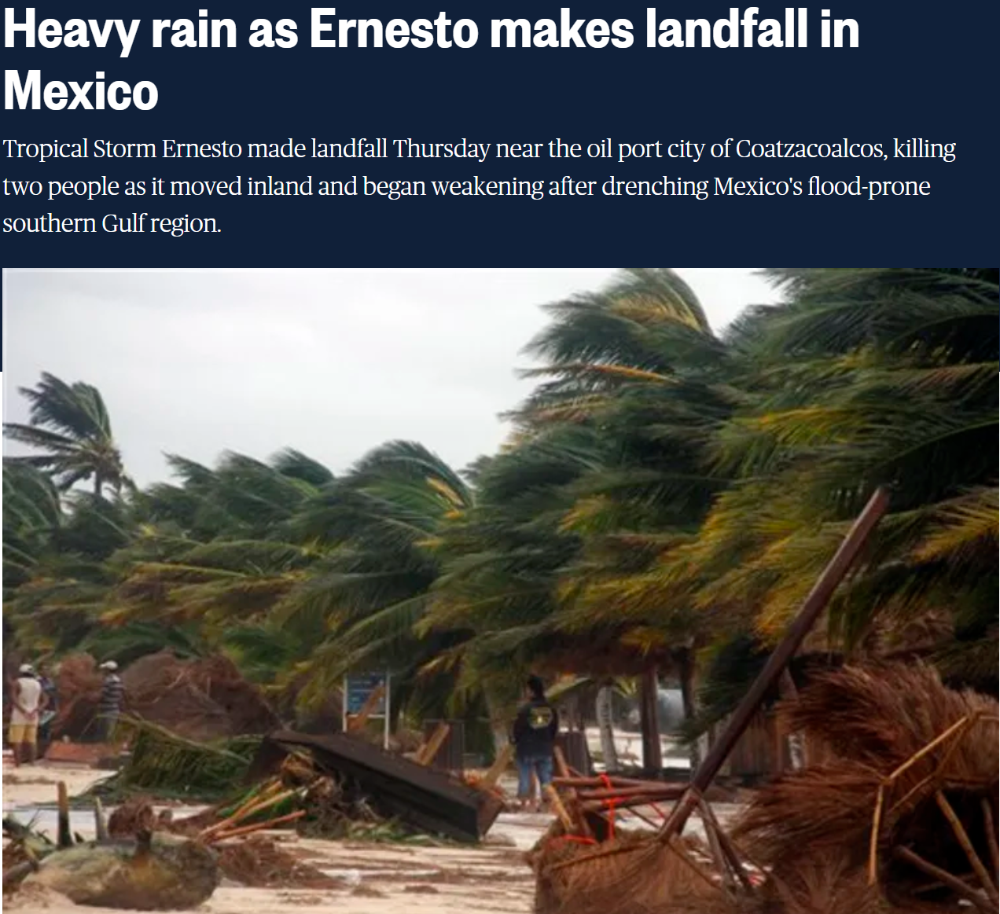 Heavy rain as Ernesto makes landfall in
Mexico
Tropical Storm Ernesto made landfall Thursday near the oil port city of Coatzacoalcos, killing
two people as it moved inland and began weakening after drenching Mexico's flood-prone
southern Gulf region.